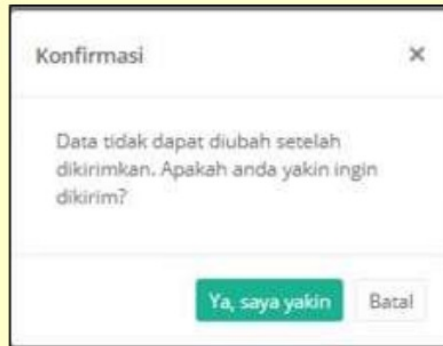 Konfirmasi ×
Data tidak dapat diubah setelah
dikirimkan. Apakah anda yakin ingin
dikirim?
Ya, saya yakin Batal